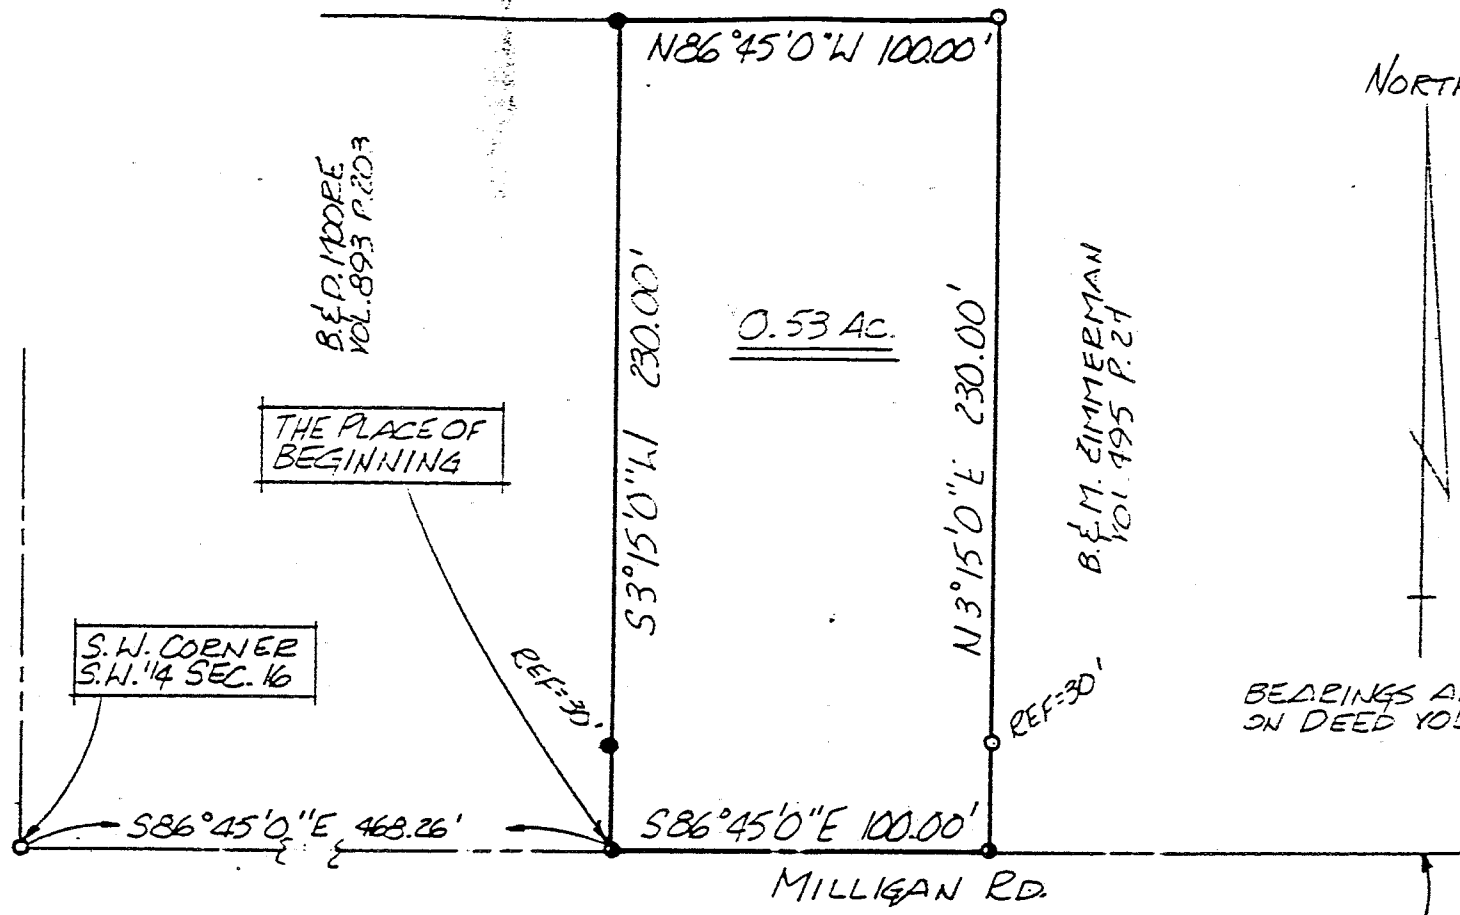 N86°45'0"W 100.00'
NORTH
B.&D. MOORE
VOL. 893 P. 203
S3°15'0"W 230.00'
0.53 AC.
N3°15'0"E 230.00'
B.&M. ZIMMERMAN
VOL. 495 P. 27
THE PLACE OF
BEGINNING
S.W. CORNER
S.W. 1/4 SEC. 16
REF=30'
REF=30'
BEARINGS
ON DEED
S86°45'0"E 468.26'
S86°45'0"E 100.00'
MILLIGAN RD.